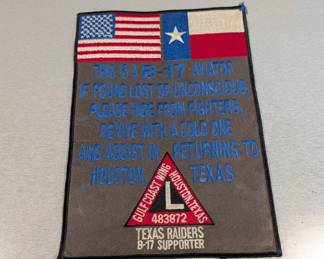 THIS IS A B-17 AVIATOR
IF FOUND LOST OR UNCONSCIOUS,
PLEASE HIDE FROM FIGHTERS,
REVIVE WITH A COLD ONE
AND ASSIST IN RETURNING TO
HOUSTON TEXAS
GULF COAST WING HOUSTON, TEXAS
L
483872
TEXAS RAIDERS
B-17 SUPPORTER